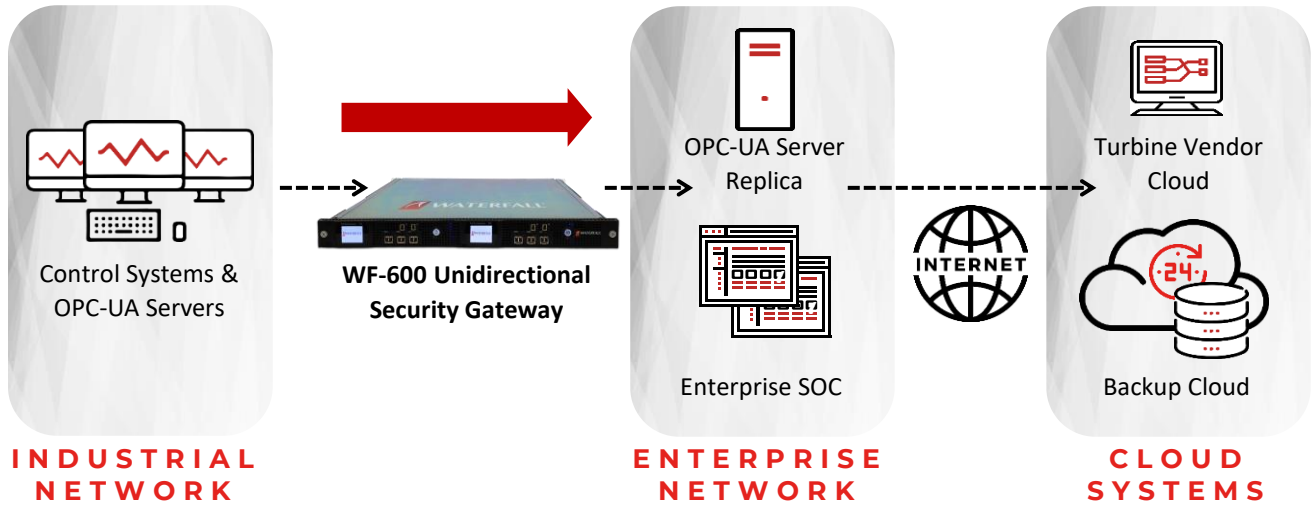 Control Systems &
OPC-UA Servers
INDUSTRIAL
NETWORK
WATERFALL
WF-600 Unidirectional
Security Gateway
OPC-UA Server
Replica
Enterprise SOC
ENTERPRISE
NETWORK
INTERNET
Turbine Vendor
Cloud
24
Backup Cloud
CLOUD
SYSTEMS